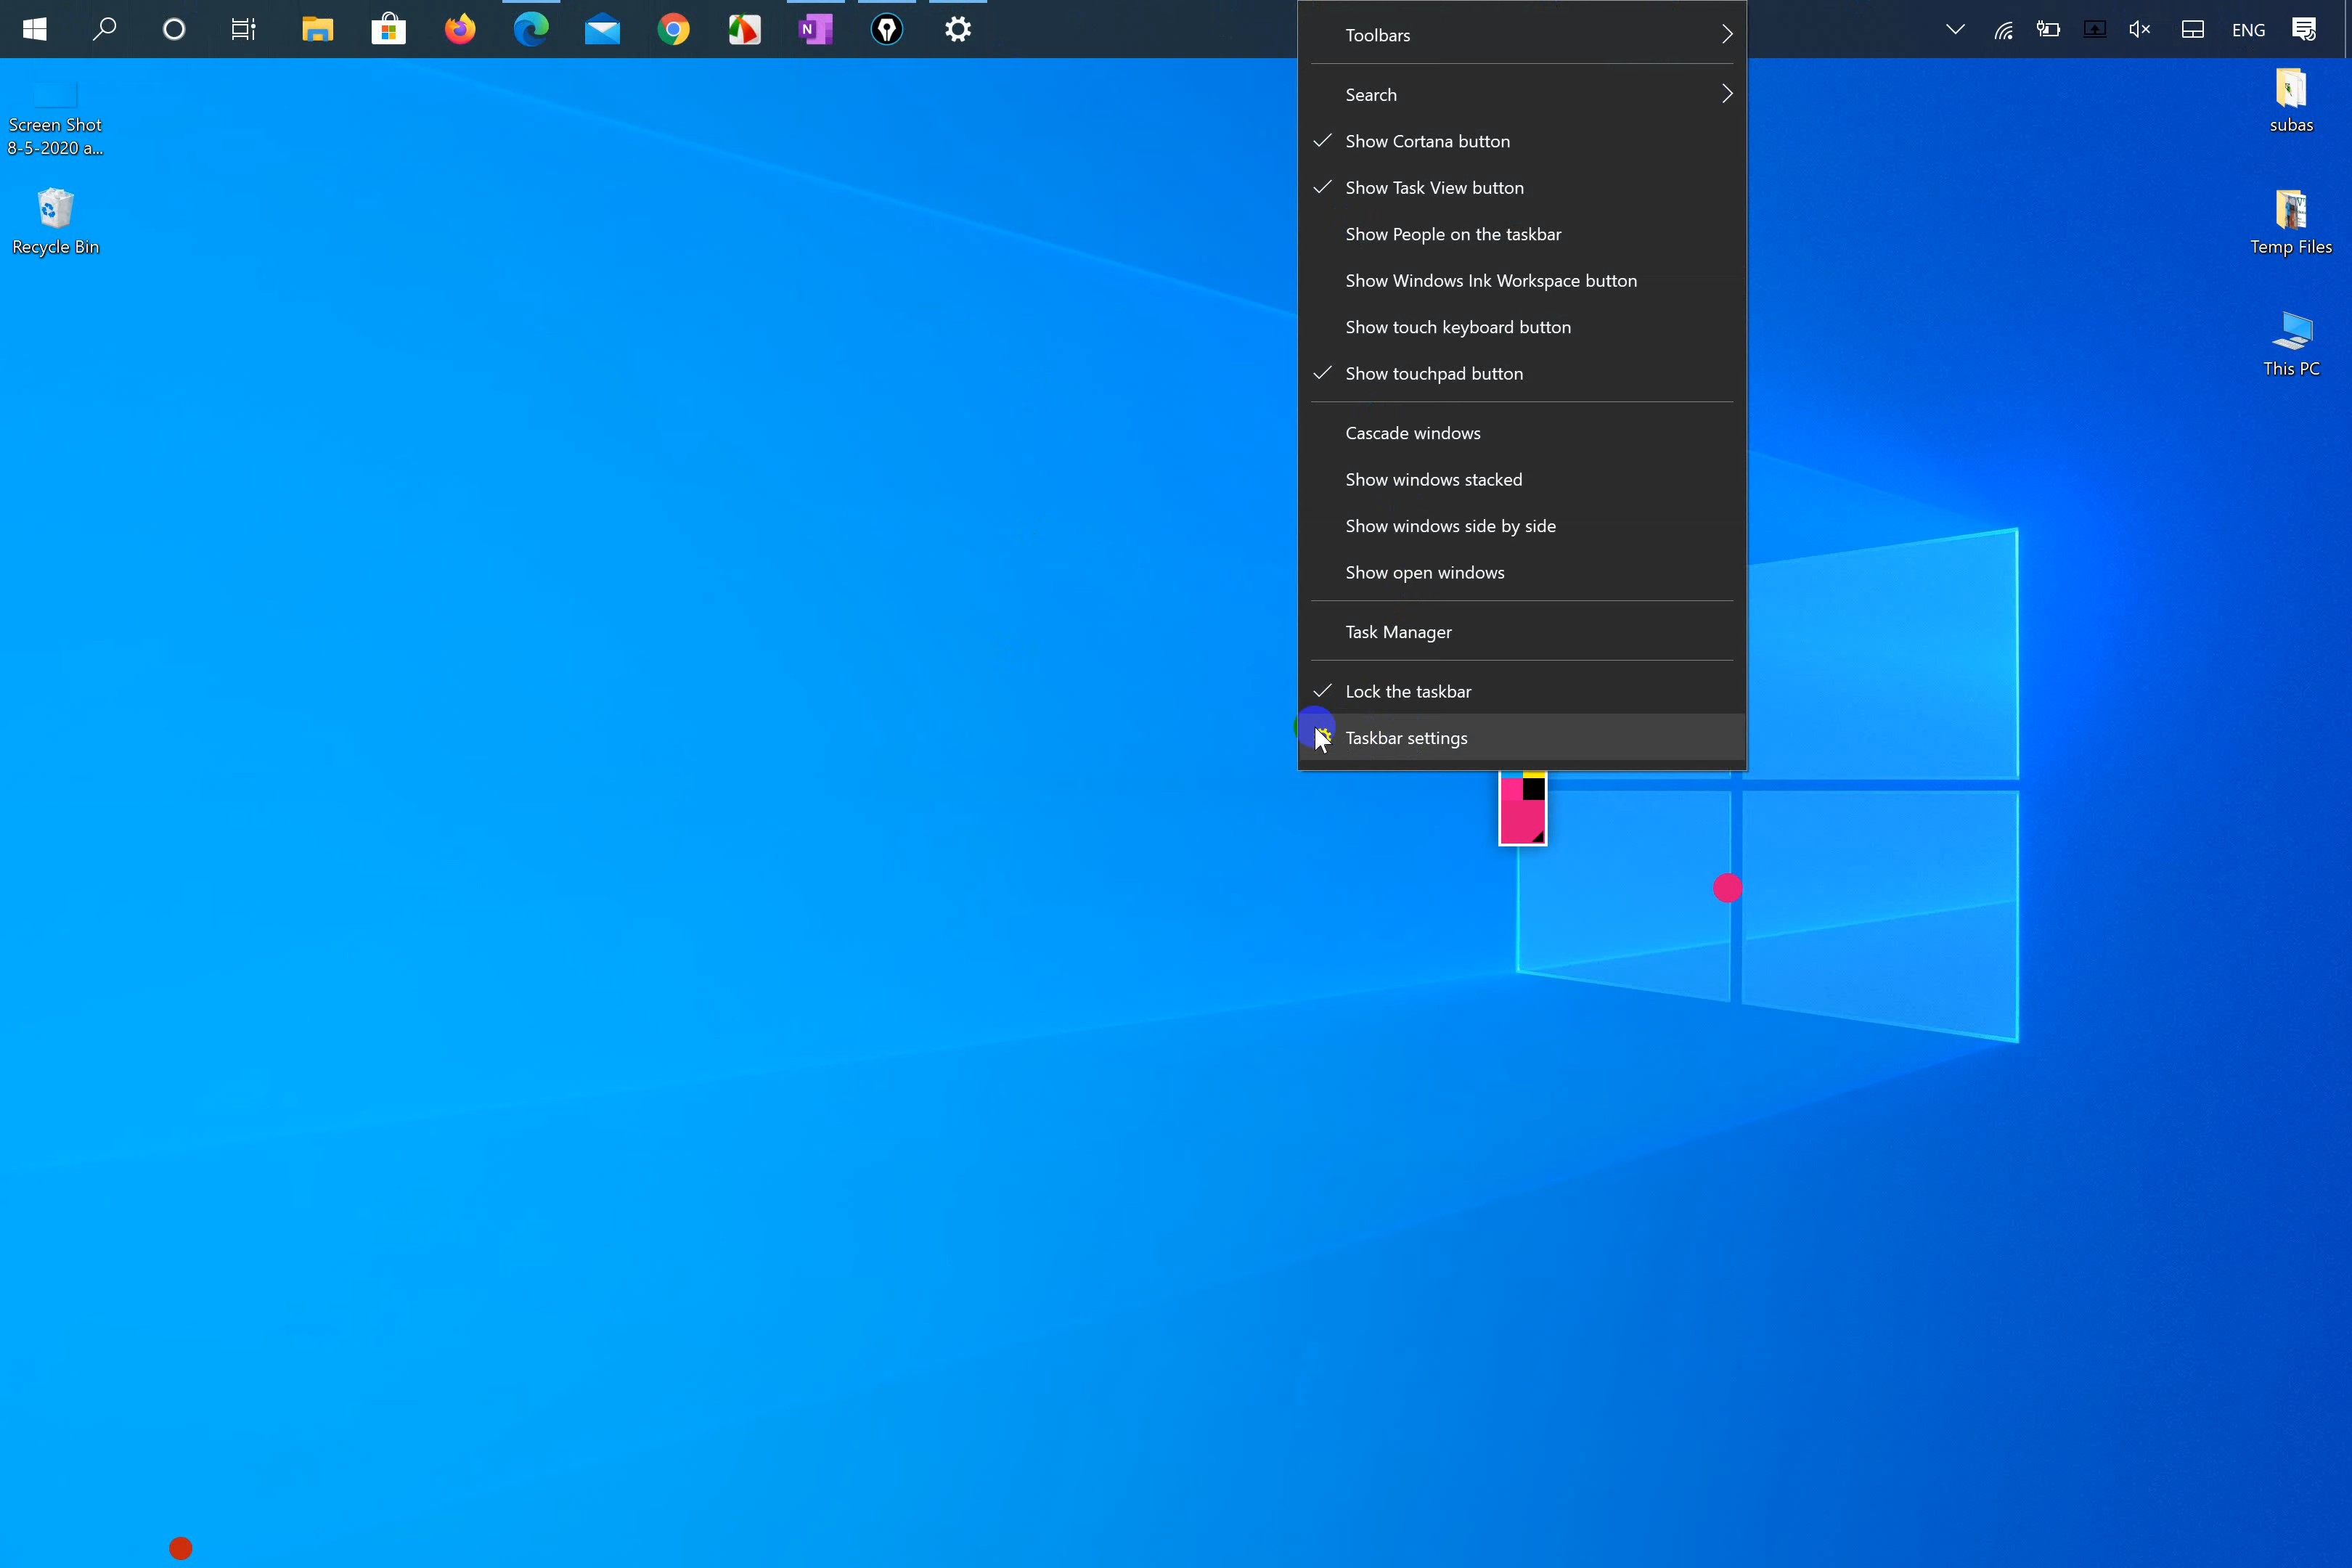 ENG
Screen Shot
8-5-2020 a...
Recycle Bin
Toolbars
Search
Show Cortana button
Show Task View button
Show People on the taskbar
Show Windows Ink Workspace button
Show touch keyboard button
Show touchpad button
Cascade windows
Show windows stacked
Show windows side by side
Show open windows
Task Manager
Lock the taskbar
Taskbar settings
subas
Temp Files
This PC